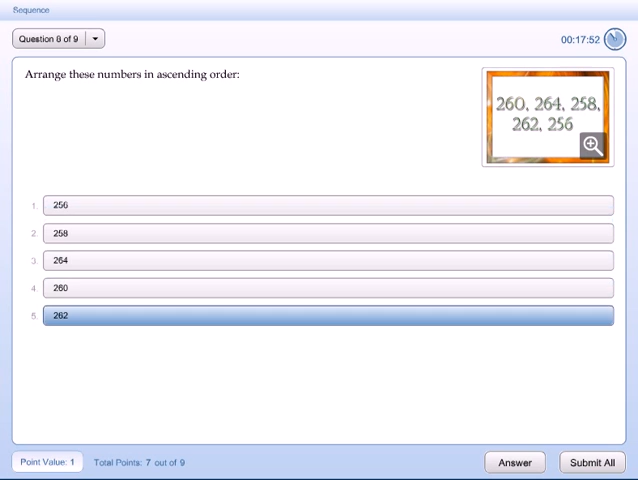 Sequence
Question 8 of 9
00:17:52
Arrange these numbers in ascending order:
260, 264, 258,
262, 256
1. 256
2. 258
3. 264
4. 260
5. 262
Point Value: 1
Total Points: 7 out of 9
Answer
Submit All